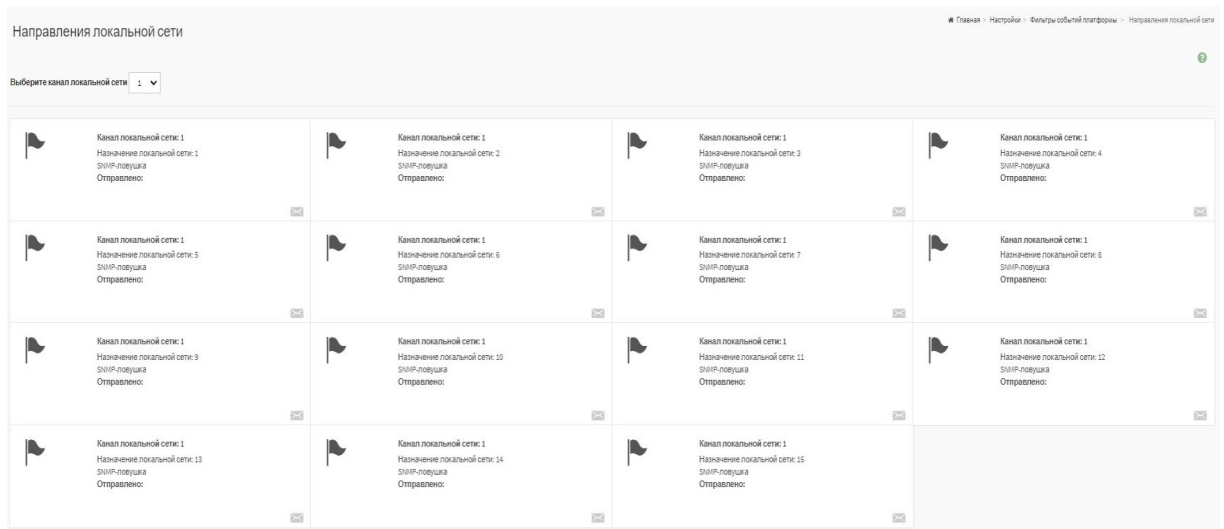 Направления локальной сети
Главная > Настройки > Фильтры событий платформы > Направления локальной сети
Выберите канал локальной сети 1
Канал локальной сети: 1
Назначение локальной сети: 1
SNMP-ловушка
Отправлено:
Канал локальной сети: 1
Назначение локальной сети: 2
SNMP-ловушка
Отправлено:
Канал локальной сети: 1
Назначение локальной сети: 3
SNMP-ловушка
Отправлено:
Канал локальной сети: 1
Назначение локальной сети: 4
SNMP-ловушка
Отправлено:
Канал локальной сети: 1
Назначение локальной сети: 5
SNMP-ловушка
Отправлено:
Канал локальной сети: 1
Назначение локальной сети: 6
SNMP-ловушка
Отправлено:
Канал локальной сети: 1
Назначение локальной сети: 7
SNMP-ловушка
Отправлено:
Канал локальной сети: 1
Назначение локальной сети: 8
SNMP-ловушка
Отправлено:
Канал локальной сети: 1
Назначение локальной сети: 9
SNMP-ловушка
Отправлено:
Канал локальной сети: 1
Назначение локальной сети: 10
SNMP-ловушка
Отправлено:
Канал локальной сети: 1
Назначение локальной сети: 11
SNMP-ловушка
Отправлено:
Канал локальной сети: 1
Назначение локальной сети: 12
SNMP-ловушка
Отправлено:
Канал локальной сети: 1
Назначение локальной сети: 13
SNMP-ловушка
Отправлено:
Канал локальной сети: 1
Назначение локальной сети: 14
SNMP-ловушка
Отправлено:
Канал локальной сети: 1
Назначение локальной сети: 15
SNMP-ловушка
Отправлено: